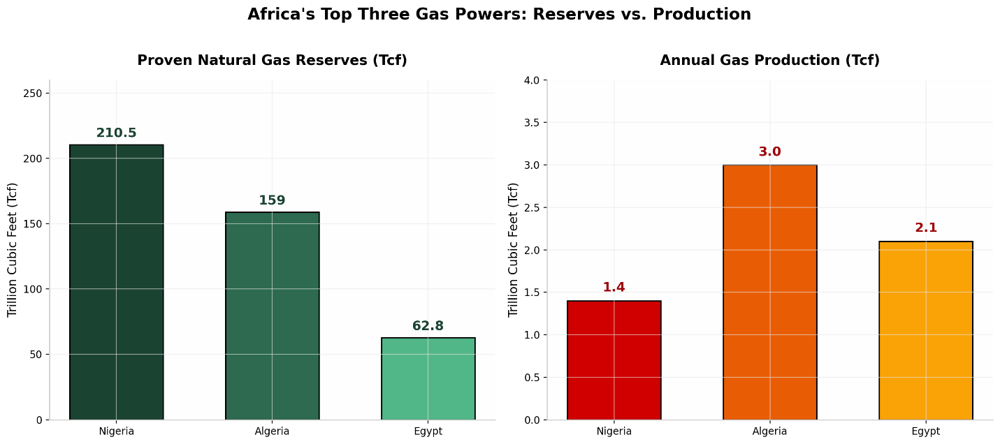 Africa's Top Three Gas Powers: Reserves vs. Production
Proven Natural Gas Reserves (Tcf)
Trillion Cubic Feet (Tcf)
250
200
150
100
50
0
210.5
159
62.8
Nigeria
Algeria
Egypt
Annual Gas Production (Tcf)
Trillion Cubic Feet (Tcf)
4.0
3.5
3.0
2.5
2.0
1.5
1.0
0.5
0.0
1.4
3.0
2.1
Nigeria
Algeria
Egypt